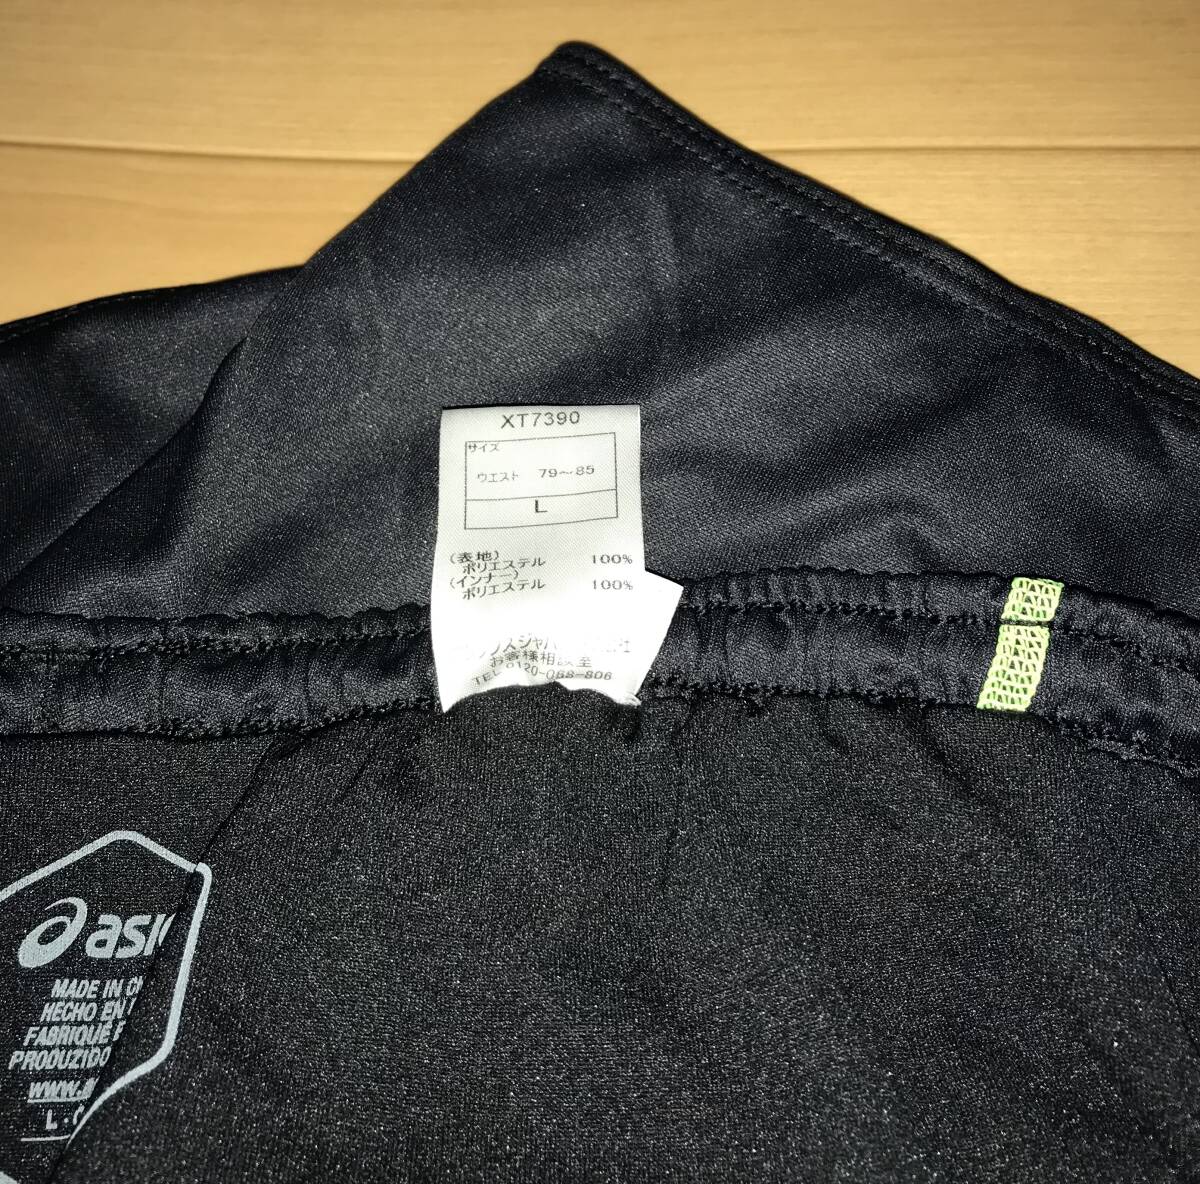 XT7390
サイズ
ウエスト 79～85
L
(表地)
ポリエステル 100%
(インナー)
ポリエステル 100%
お客様相談室
TEL 0120-068-806
asi
MADE IN
HECHO EN
FABRIQUÉ
PRODUZIDO
www.
L